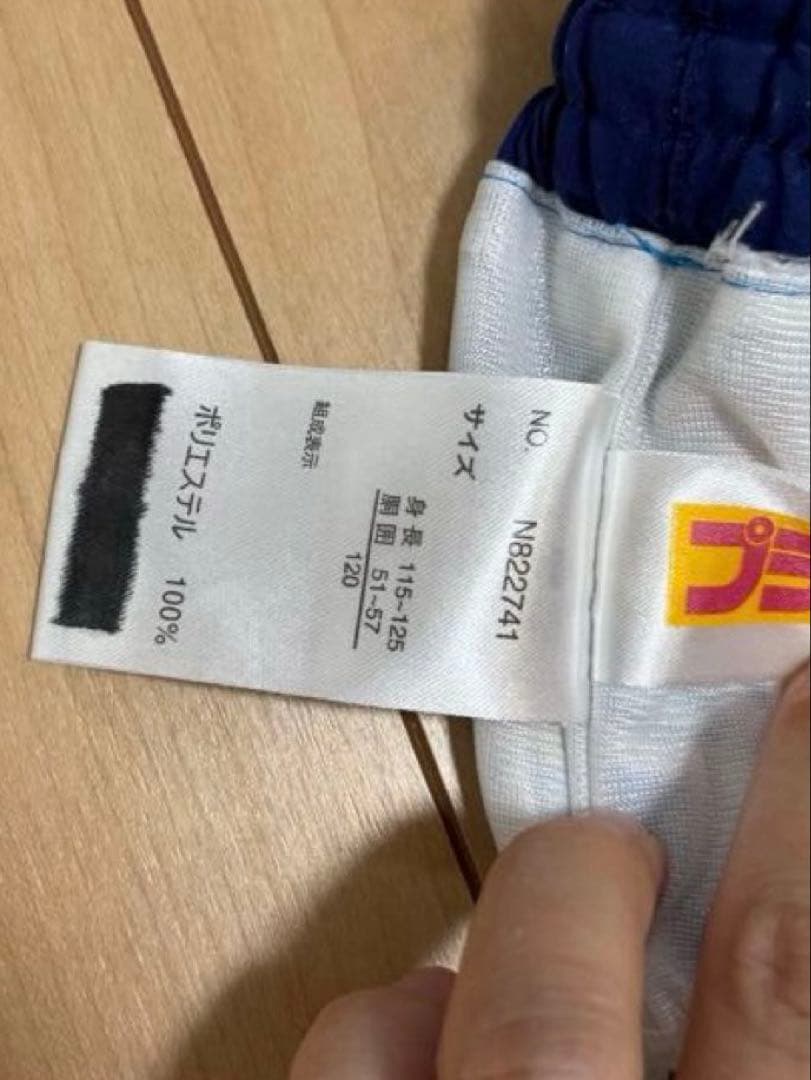 NO. N822741
サイズ
身長 115~125
胴囲 51~57
120
組成表示
ポリエステル 100%